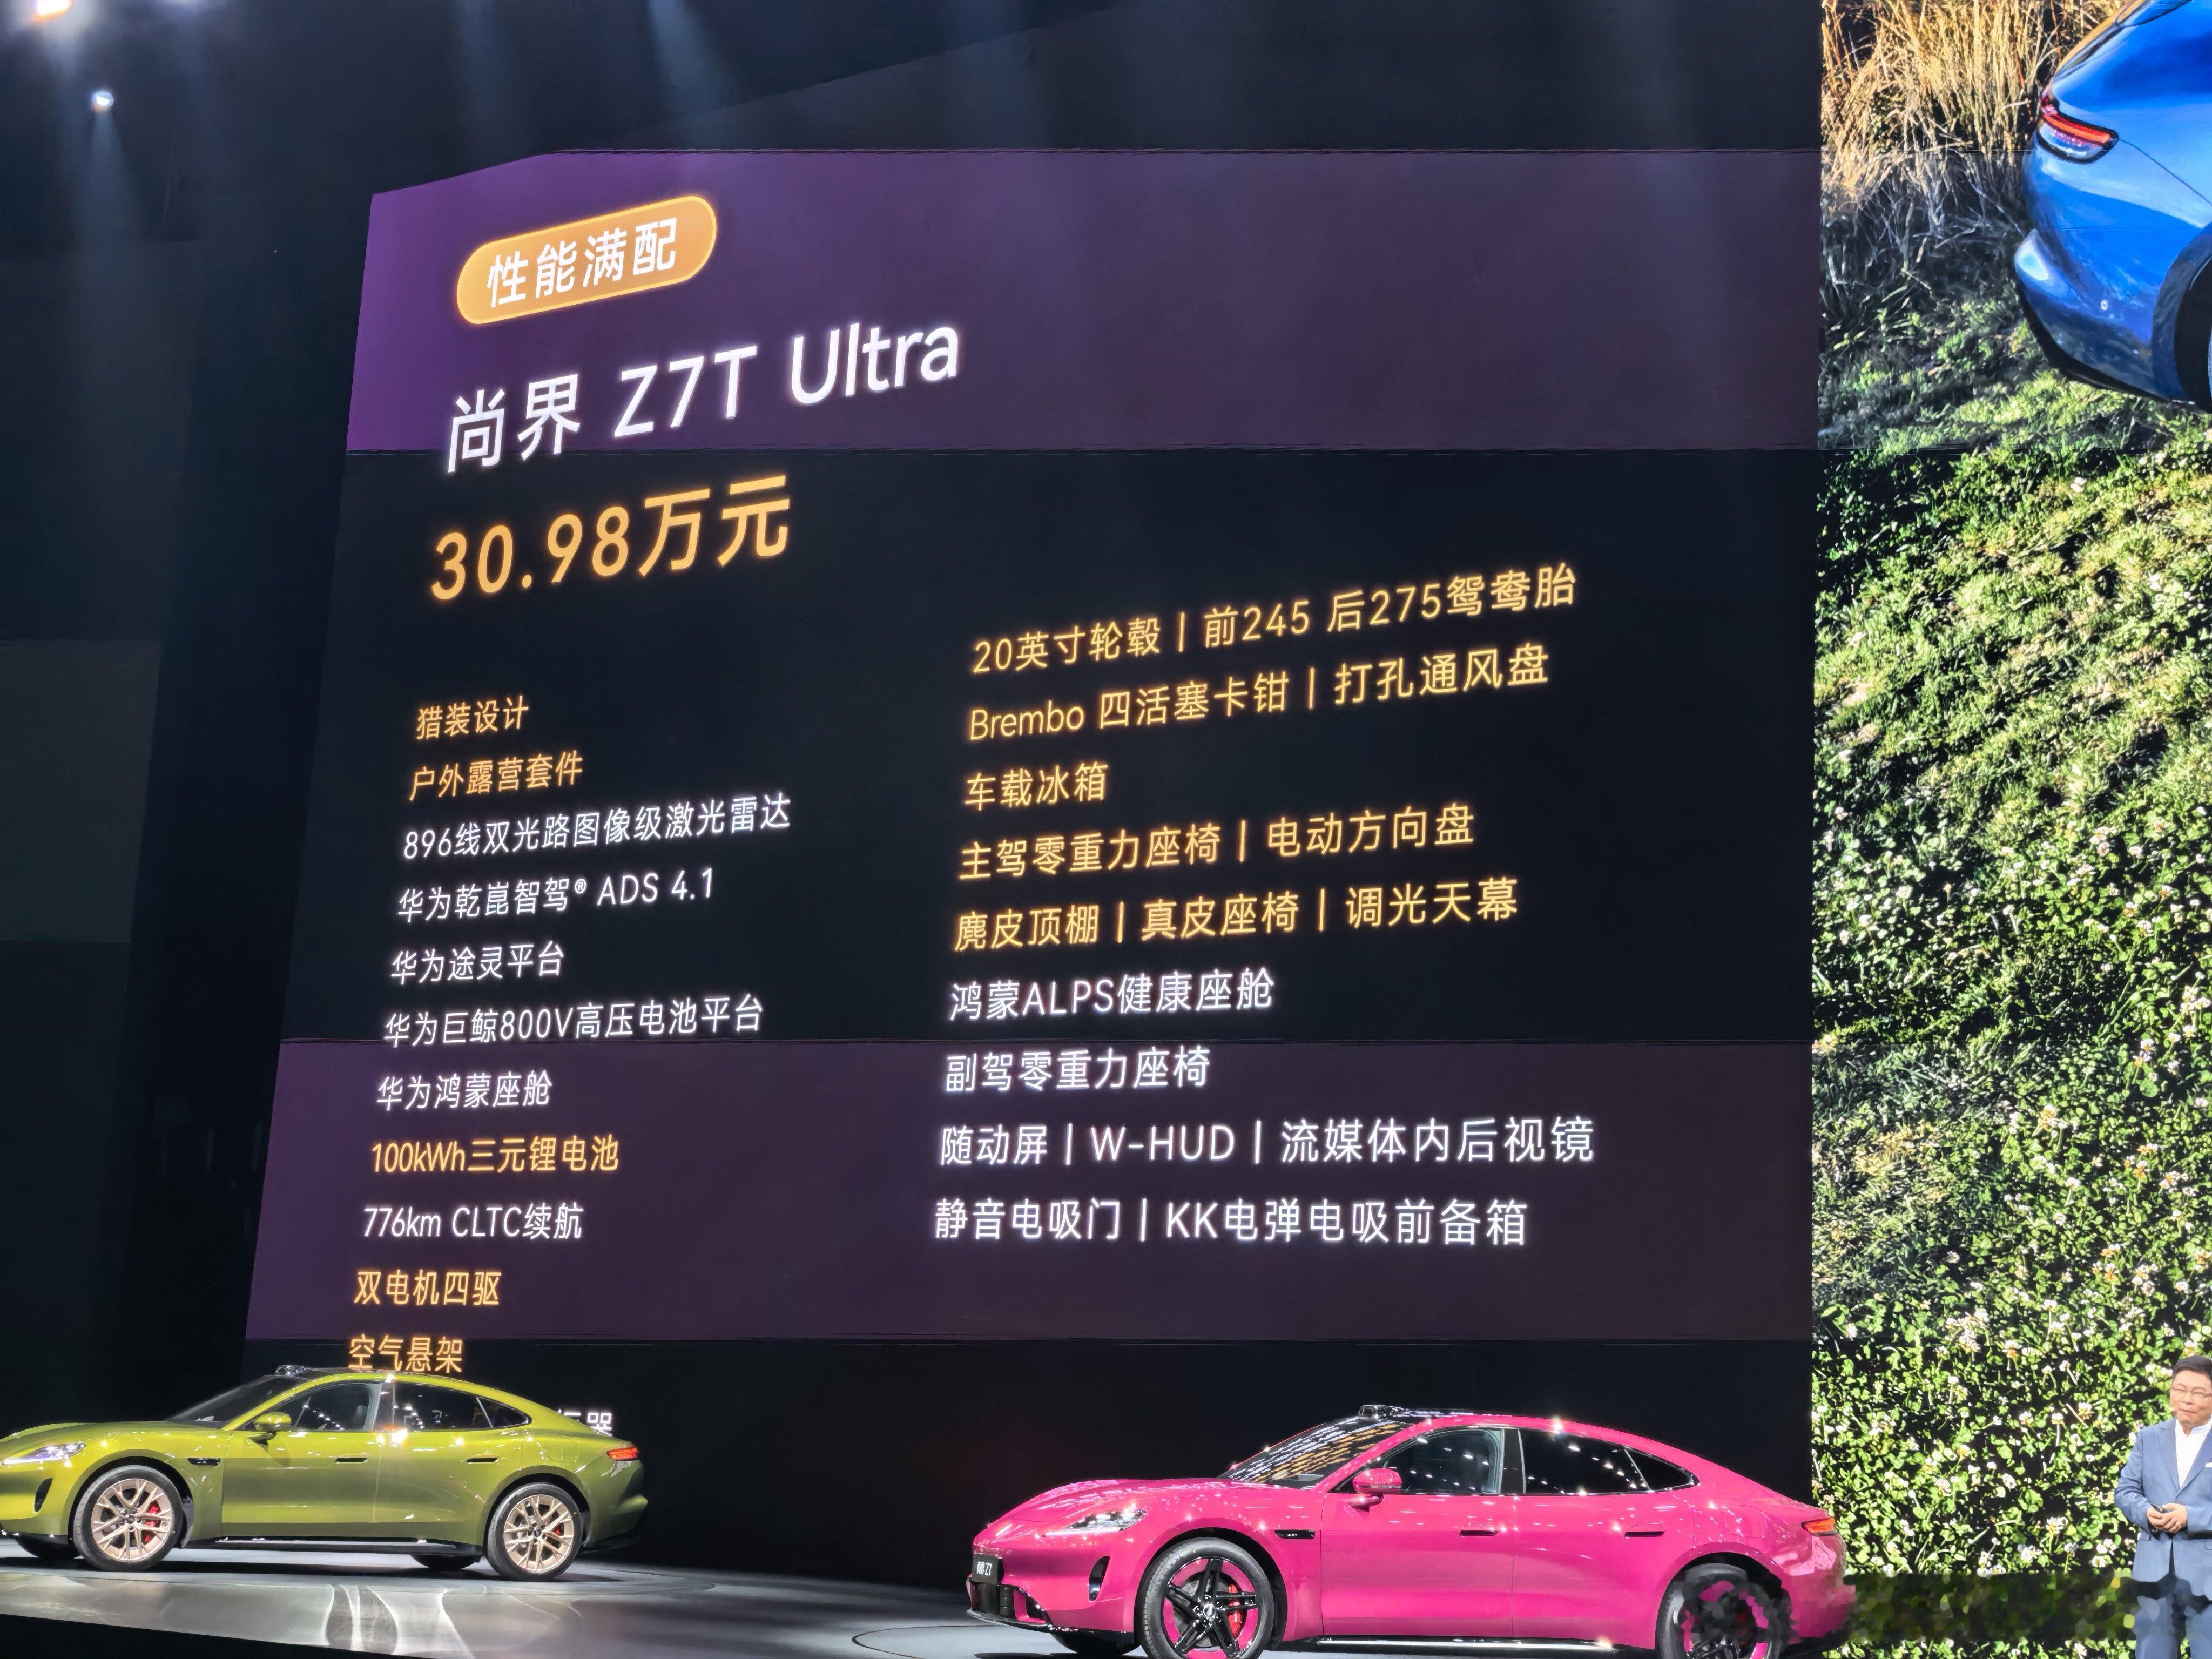 性能满配
尚界 Z7T Ultra
30.98万元
猎装设计
户外露营套件
896线双光路图像级激光雷达
华为乾崑智驾® ADS 4.1
华为途灵平台
华为巨鲸800V高压电池平台
华为鸿蒙座舱
100kWh三元锂电池
776km CLTC续航
双电机四驱
空气悬架
20英寸轮毂 | 前245 后275鸳鸯胎
Brembo 四活塞卡钳 | 打孔通风盘
车载冰箱
主驾零重力座椅 | 电动方向盘
麂皮顶棚 | 真皮座椅 | 调光天幕
鸿蒙ALPS健康座舱
副驾零重力座椅
随动屏 | W-HUD | 流媒体内后视镜
静音电吸门 | KK电弹电吸前备箱